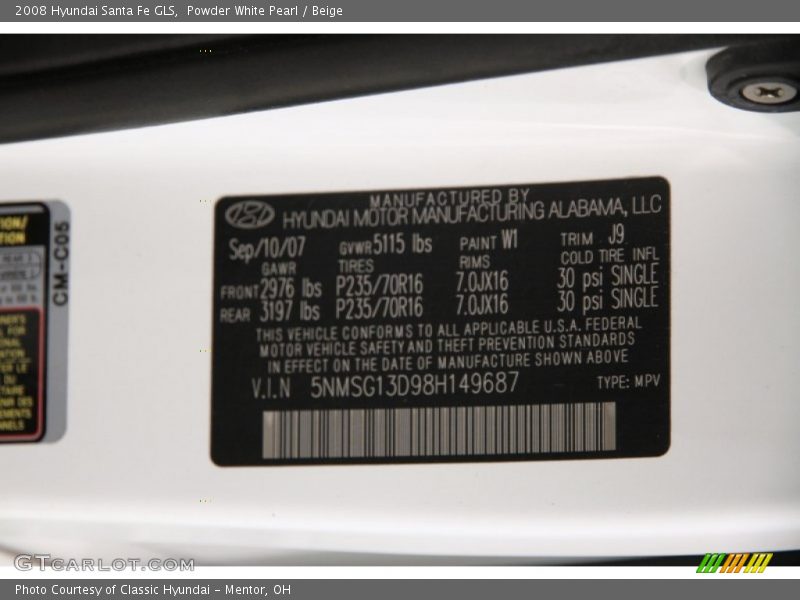 2008 Hyundai Santa Fe GLS, Powder White Pearl / Beige
MANUFACTURED BY
HYUNDAI MOTOR MANUFACTURING ALABAMA, LLC
Sep/10/07 GVWR 5115 lbs PAINT W1 TRIM J9
GAWR TIRES RIMS COLD TIRE INFL
FRONT 2976 lbs P235/70R16 7.0JX16 30 psi SINGLE
REAR 3197 lbs P235/70R16 7.0JX16 30 psi SINGLE
THIS VEHICLE CONFORMS TO ALL APPLICABLE U.S.A. FEDERAL
MOTOR VEHICLE SAFETY AND THEFT PREVENTION STANDARDS
IN EFFECT ON THE DATE OF MANUFACTURE SHOWN ABOVE
V.I.N 5NMSG13D98H149687 TYPE: MPV
CM-C05
GTCARLOT.COM
Photo Courtesy of Classic Hyundai - Mentor, OH